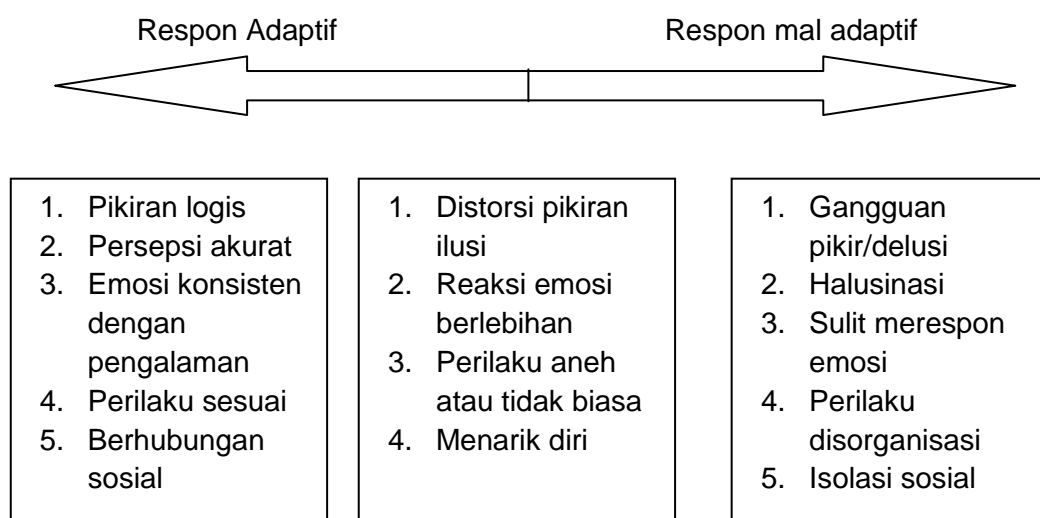 Respon Adaptif
Respon mal adaptif
1. Pikiran logis
2. Persepsi akurat
3. Emosi konsisten
dengan
pengalaman
4. Perilaku sesuai
5. Berhubungan
sosial
1. Distorsi pikiran
ilusi
2. Reaksi emosi
berlebihan
3. Perilaku aneh
atau tidak biasa
4. Menarik diri
1. Gangguan
pikir/delusi
2. Halusinasi
3. Sulit merespon
emosi
4. Perilaku
disorganisasi
5. Isolasi sosial